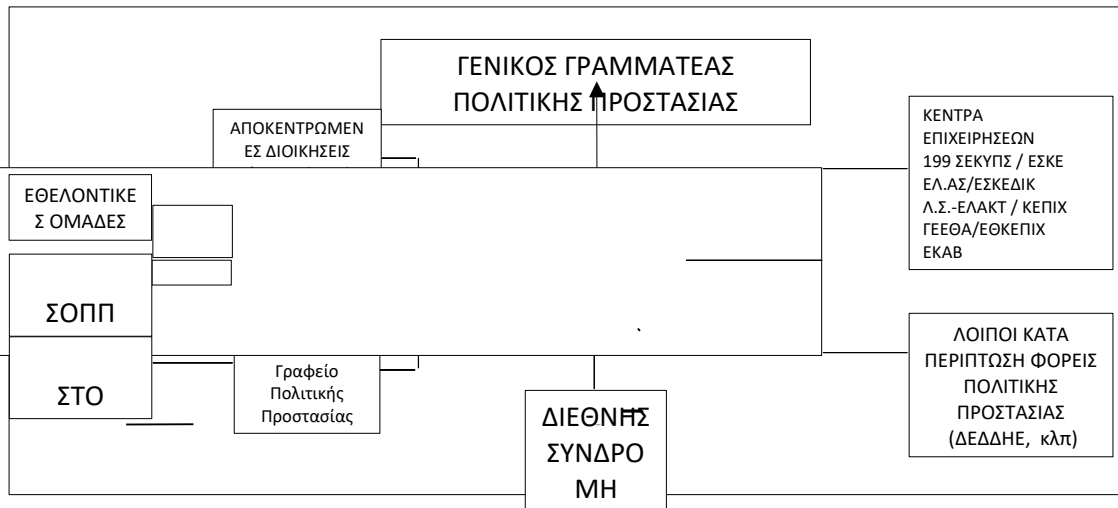 ΓΕΝΙΚΟΣ ΓΡΑΜΜΑΤΕΑΣ
ΠΟΛΙΤΙΚΗΣ ΠΡΟΣΤΑΣΙΑΣ
ΑΠΟΚΕΝΤΡΩΜΕΝ
ΕΣ ΔΙΟΙΚΗΣΕΙΣ
ΚΕΝΤΡΑ
ΕΠΙΧΕΙΡΗΣΕΩΝ
199 ΣΕΚΥΠΣ / ΕΣΚΕ
ΕΛ.ΑΣ/ΕΣΚΕΔΙΚ
Λ.Σ.-ΕΛΑΚΤ / ΚΕΠΙΧ
ΓΕΕΘΑ/ΕΘΚΕΠΙΧ
ΕΚΑΒ
ΕΘΕΛΟΝΤΙΚΕ
Σ ΟΜΑΔΕΣ
ΣΟΠΠ
ΣΤΟ
Γραφείο
Πολιτικής
Προστασίας
ΔΙΕΘΝΗΣ
ΣΥΝΔΡΟ
ΜΗ
ΛΟΙΠΟΙ ΚΑΤΑ
ΠΕΡΙΠΤΩΣΗ ΦΟΡΕΙΣ
ΠΟΛΙΤΙΚΗΣ
ΠΡΟΣΤΑΣΙΑΣ
(ΔΕΔΔΗΕ, κλπ)